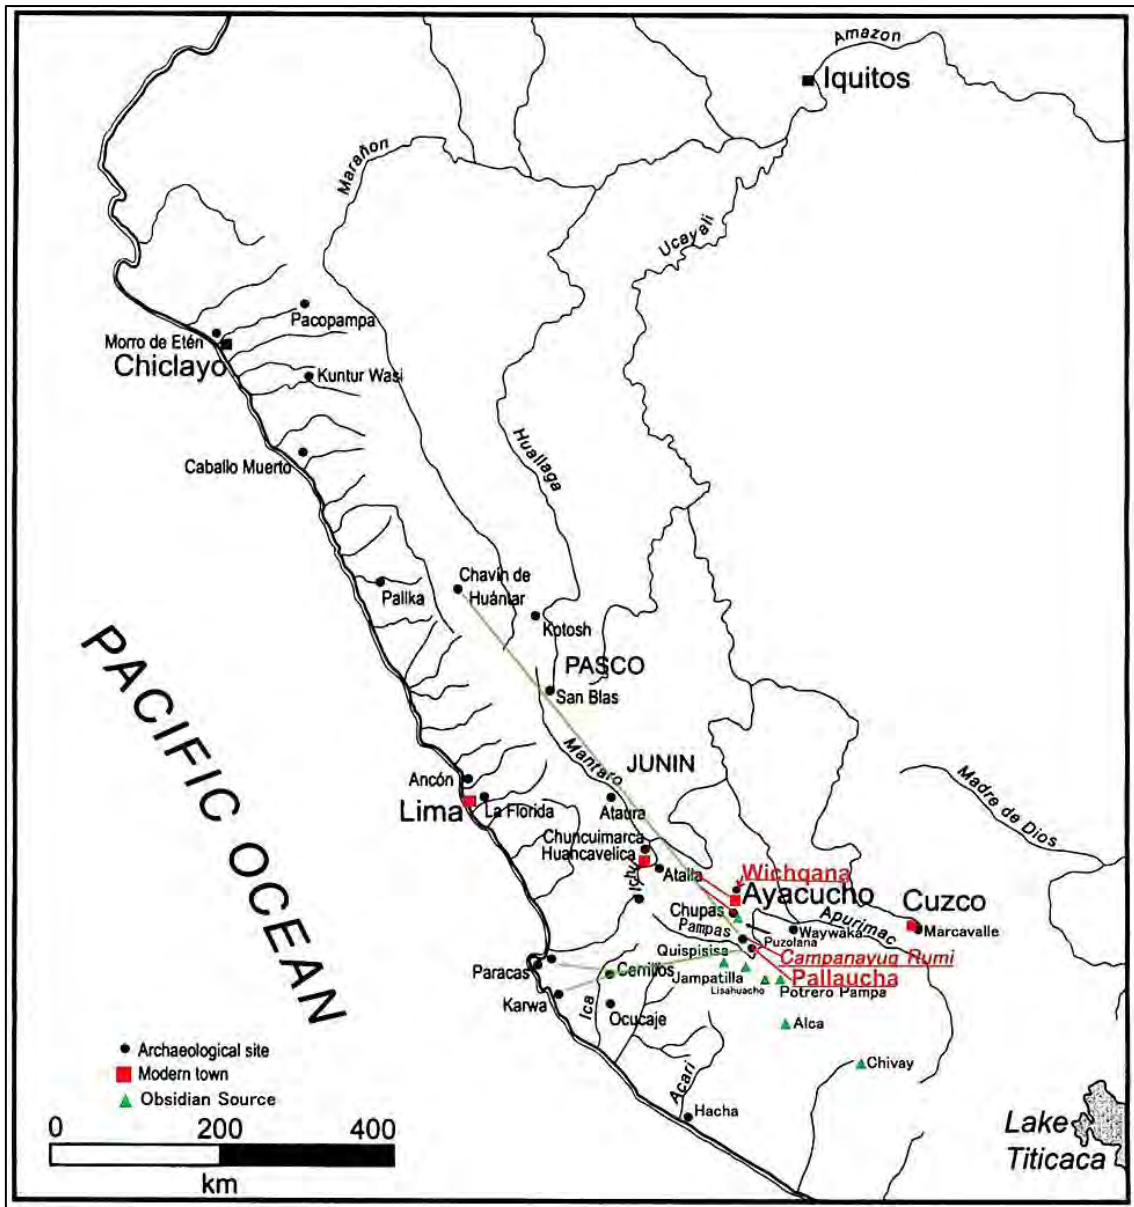 Amazon
Iquitos
Marañon
Ucayali
Pacopampa
Morro de Etén
Chiclayo
Kuntur Wasi
Huallaga
Caballo Muerto
Chavín de
Huántar
Pallka
Kotosh
PASCO
San Blas
PACIFIC OCEAN
Mantaro
JUNIN
Ancón
Lima
La Florida
Ataura
Madre de Dios
Chuncuimarca
Huancavelica
Atalla
Wichqana
Ichu
Ayacucho
Cuzco
Chupas
Apurimac
Pampas
Waywaka
Marcavalle
Puzolana
Quispisisa
Campanayuq Rumi
Paracas
Cerrillos
Jampatilla
Pallaucha
Lisahuacho
Potrero Pampa
Karwa
Ica
Ocucaje
Alca
Archaeological site
Modern town
Chivay
Obsidian Source
Acari
Hacha
0 200 400
km
Lake
Titicaca